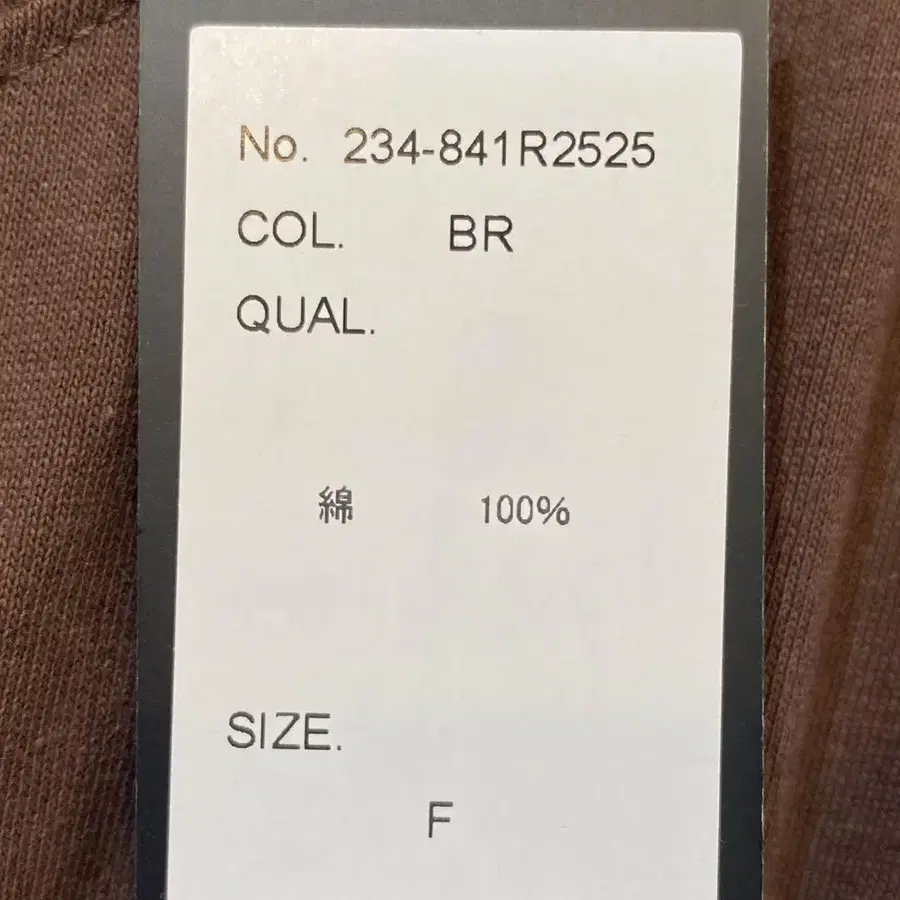 No. 234-841R2525
COL. BR
QUAL.
綿 100%
SIZE.
F